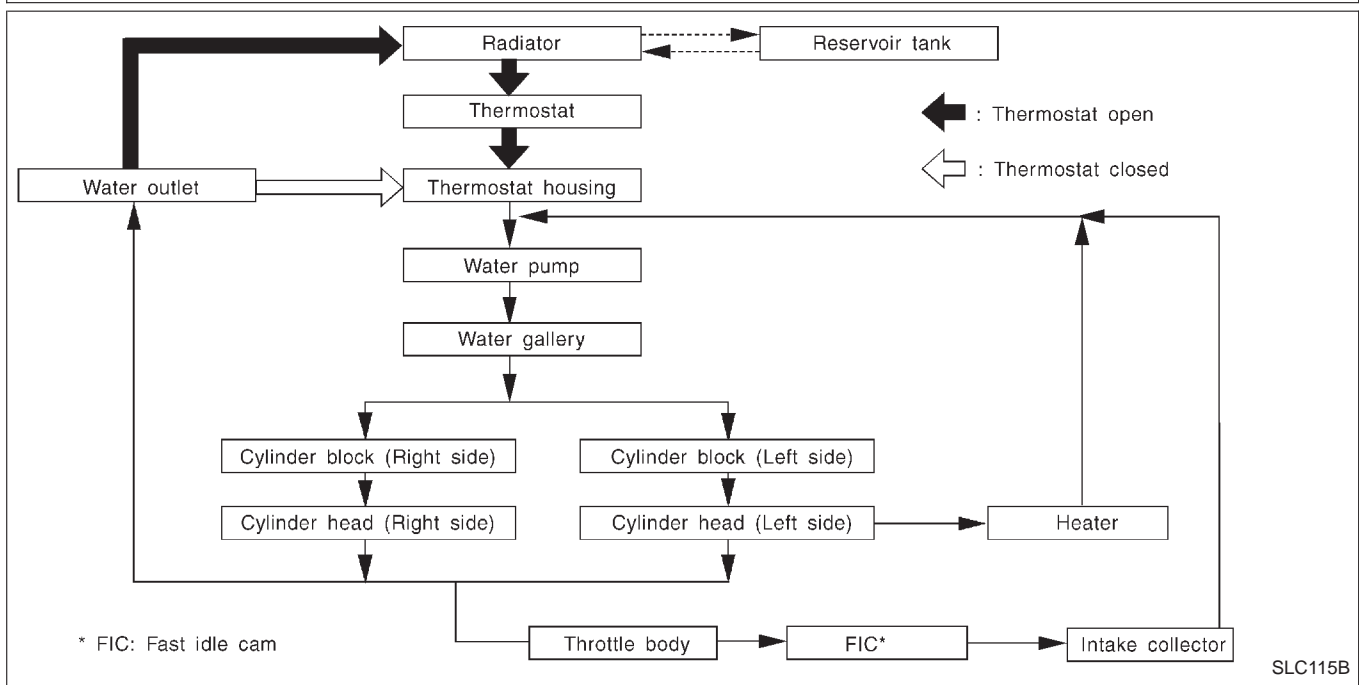 Radiator
Reservoir tank
Thermostat
: Thermostat open
Water outlet
Thermostat housing
: Thermostat closed
Water pump
Water gallery
Cylinder block (Right side)
Cylinder block (Left side)
Cylinder head (Right side)
Cylinder head (Left side)
Heater
* FIC: Fast idle cam
Throttle body
FIC*
Intake collector
SLC115B